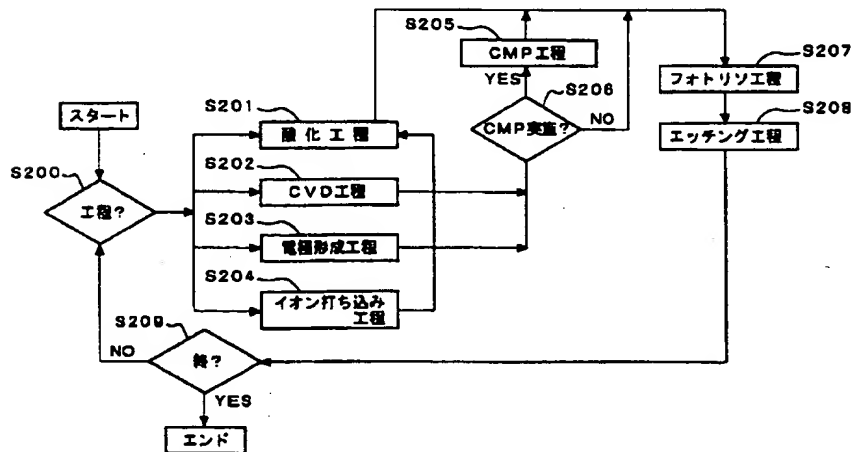 S205
CMP工程
S207
YES
S206
フォトリソ工程
S201
S208
スタート
酸化工程
CMP実施?
NO
エッチング工程
S202
S200
CVD工程
工程?
S203
電極形成工程
S204
イオン打ち込み
工程
S209
NO
終?
YES
エンド